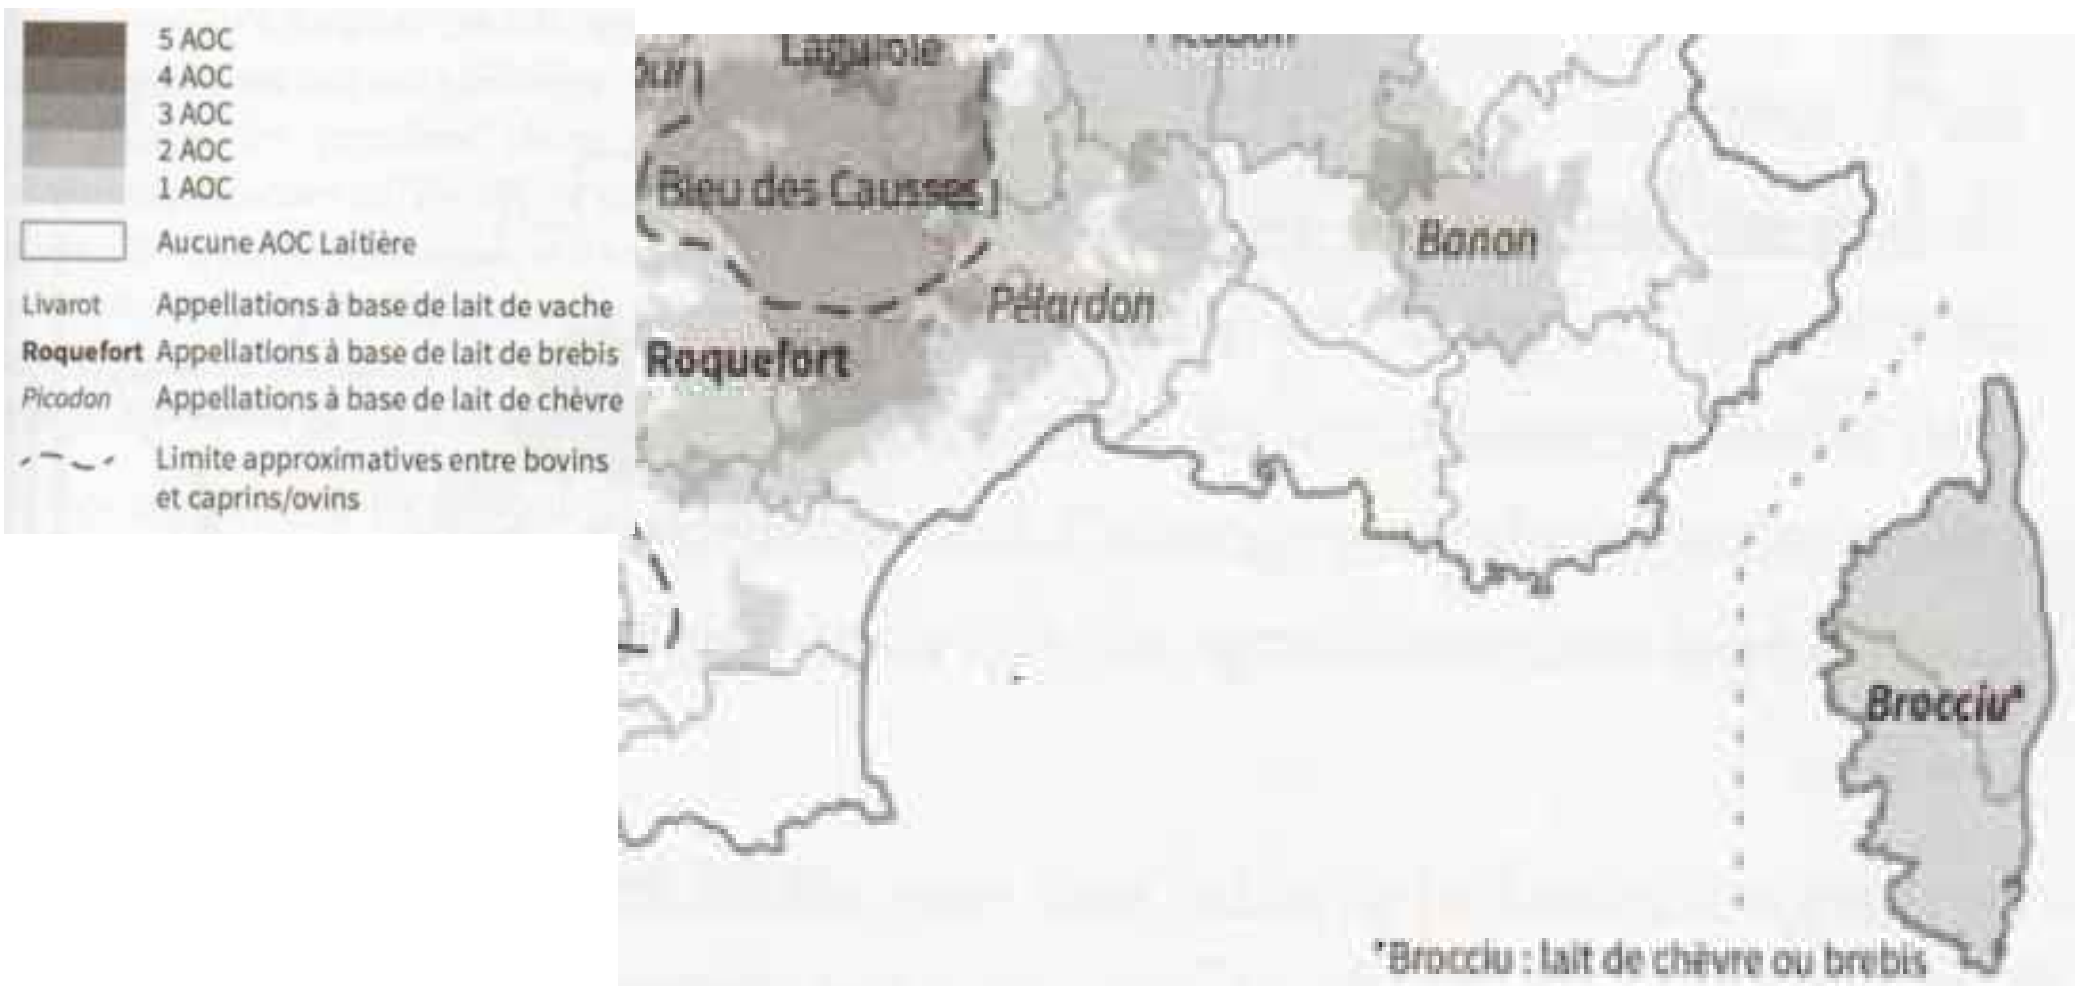 5 AOC
4 AOC
3 AOC
2 AOC
1 AOC
Aucune AOC Laitière
Livarot Appellations à base de lait de vache
Roquefort Appellations à base de lait de brebis
Picodon Appellations à base de lait de chèvre
Limite approximatives entre bovins
et caprins/ovins
Laguiole
Picodon
Bleu des Causses
Banon
Pélardon
Roquefort
Brocciu*
*Brocciu : lait de chèvre ou brebis